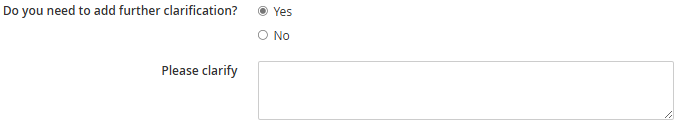 Do you need to add further clarification? Yes
No
Please clarify